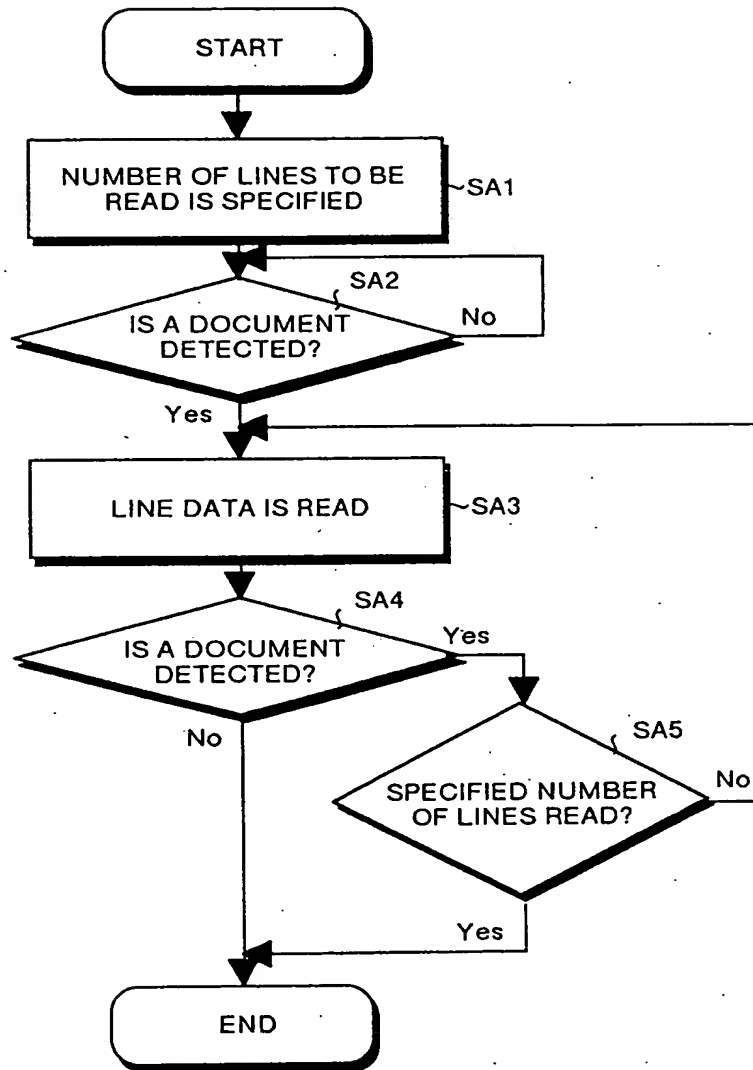 START
NUMBER OF LINES TO BE
READ IS SPECIFIED
SA1
SA2
IS A DOCUMENT
DETECTED?
No
Yes
LINE DATA IS READ
SA3
SA4
IS A DOCUMENT
DETECTED?
Yes
No
SA5
SPECIFIED NUMBER
OF LINES READ?
No
Yes
END